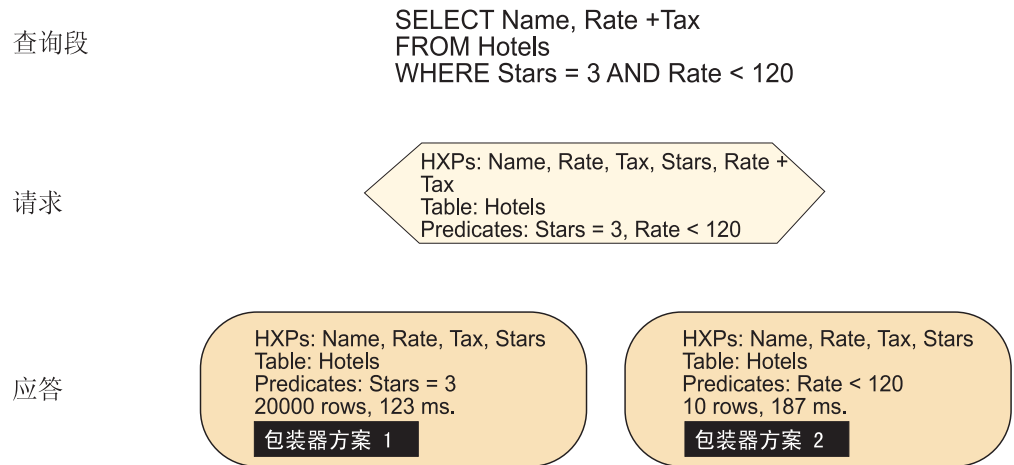 查询段
SELECT Name, Rate +Tax
FROM Hotels
WHERE Stars = 3 AND Rate < 120
请求
HXPs: Name, Rate, Tax, Stars, Rate +
Tax
Table: Hotels
Predicates: Stars = 3, Rate < 120
应答
HXPs: Name, Rate, Tax, Stars
Table: Hotels
Predicates: Stars = 3
20000 rows, 123 ms.
包装器方案 1
HXPs: Name, Rate, Tax, Stars
Table: Hotels
Predicates: Rate < 120
10 rows, 187 ms.
包装器方案 2